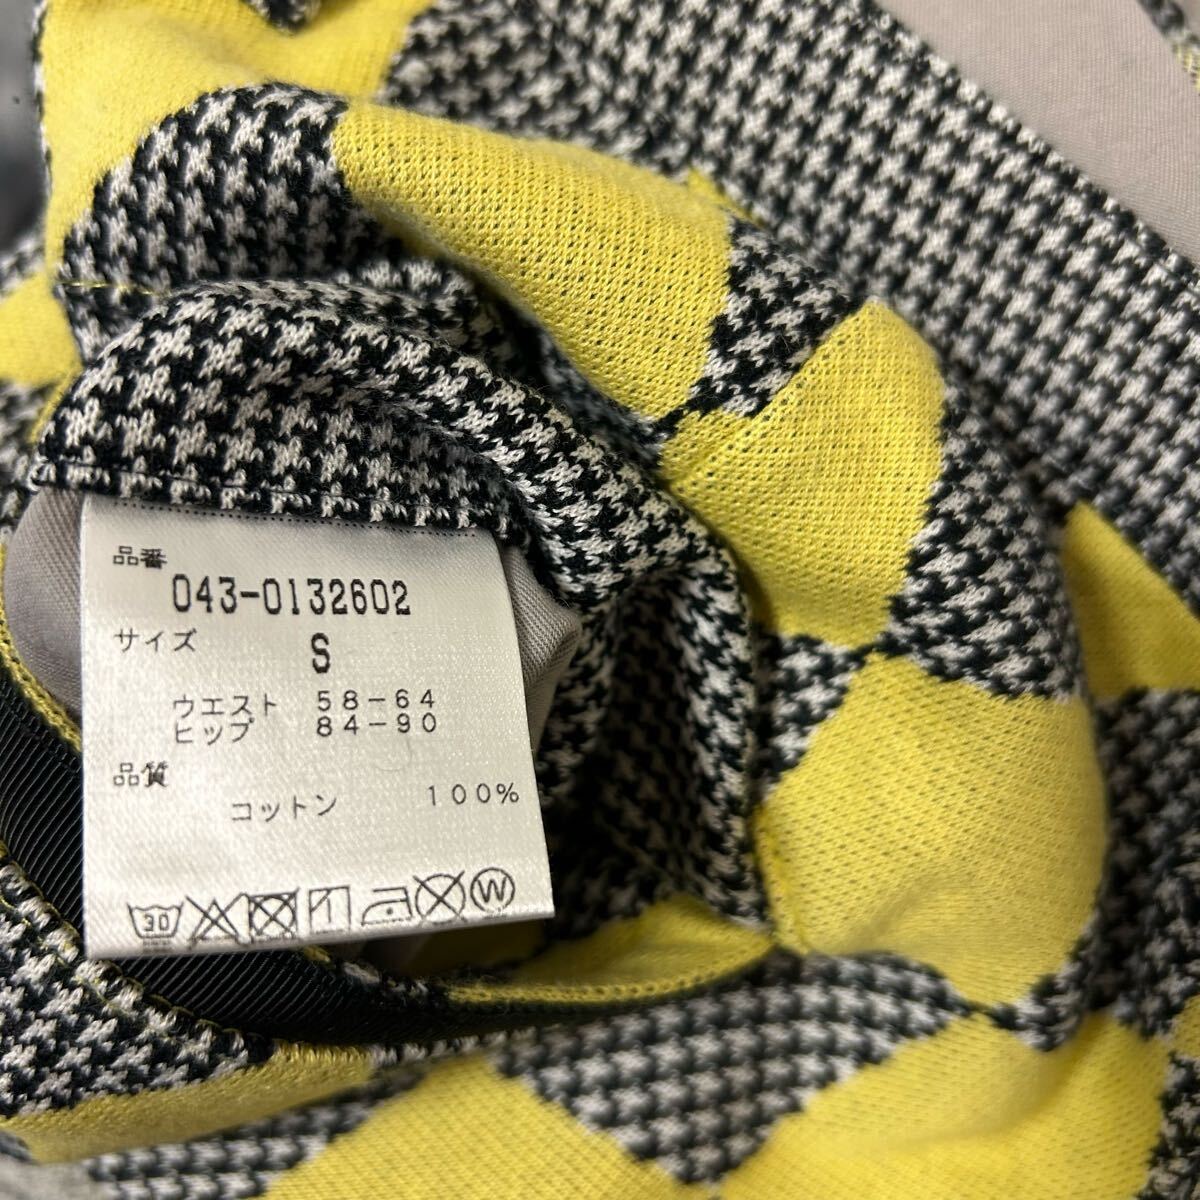 品番
043-0132602
サイズ
S
ウエスト 58-64
ヒップ 84-90
品質
コットン 100%
30 W